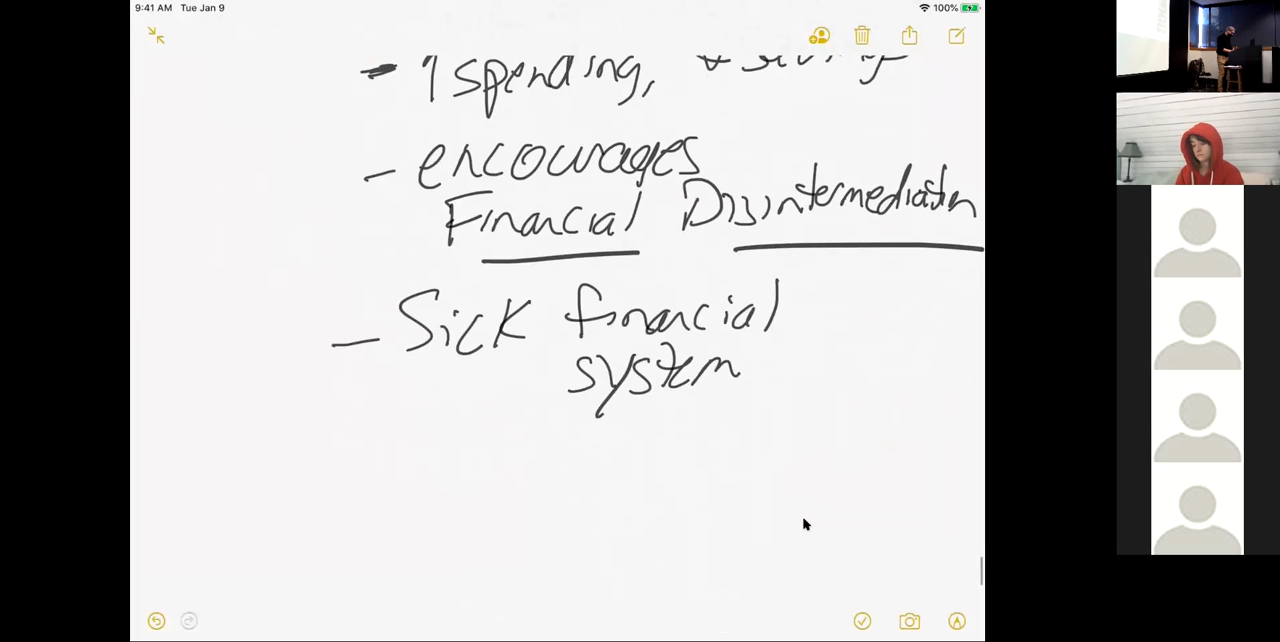 9:41 AM Tue Jan 9
100%
- ↑ spending,
- encourages
Financial Disintermediation
- Sick financial
system